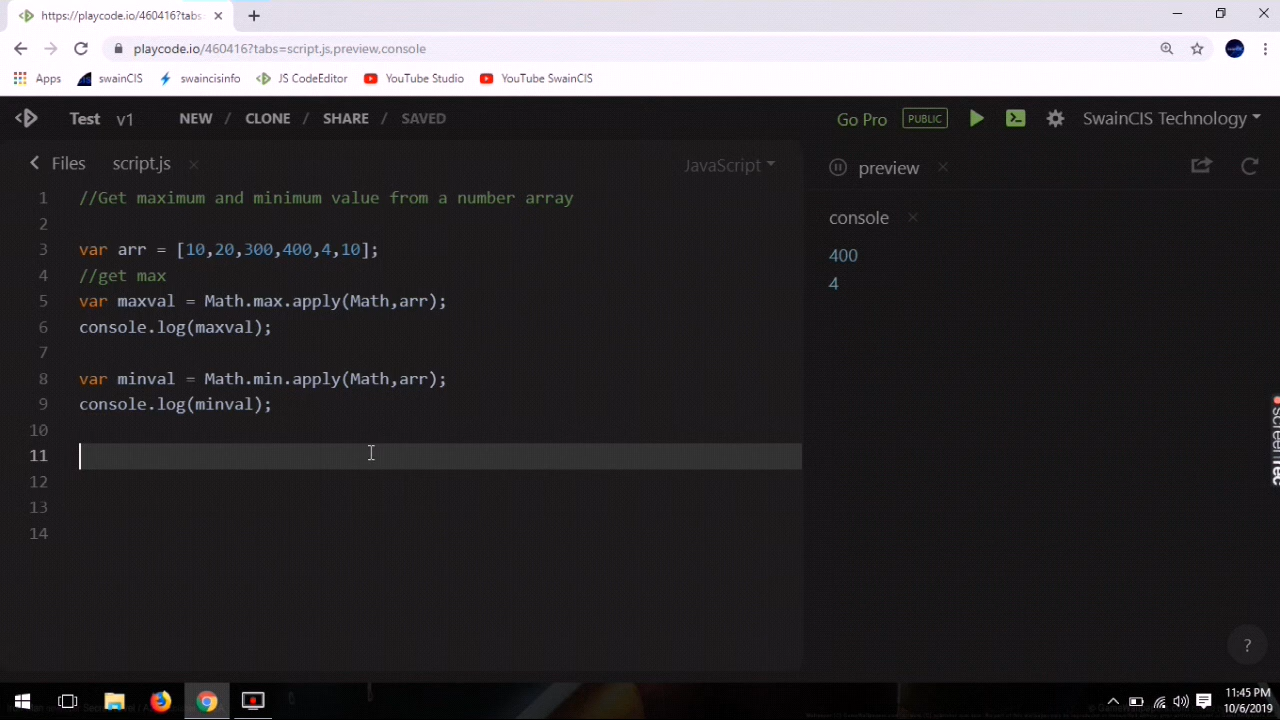 https://playcode.io/460416?tabs=
playcode.io/460416?tabs=script.js,preview,console
Apps swainCIS swaincisinfo JS CodeEditor YouTube Studio YouTube SwainCIS
Test v1 NEW / CLONE / SHARE / SAVED Go Pro PUBLIC SwainCIS Technology
Files script.js JavaScript preview
console
1 //Get maximum and minimum value from a number array
2
3 var arr = [10,20,300,400,4,10];
4 //get max
5 var maxval = Math.max.apply(Math,arr);
6 console.log(maxval);
7
8 var minval = Math.min.apply(Math,arr);
9 console.log(minval);
10
11
12
13
14
400
4
screenrec
?
11:45 PM
10/6/2019